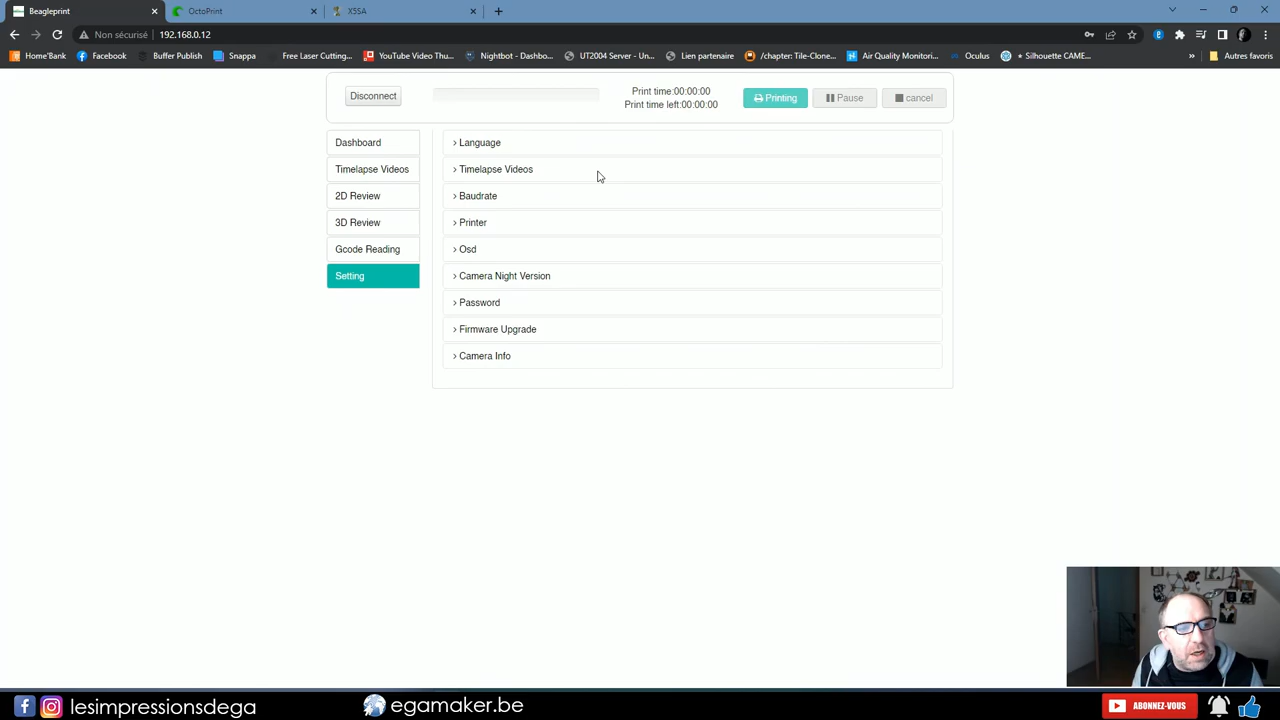 Beagleprint
OctoPrint
X5SA
Non sécurisé
192.168.0.12
Home'Bank
Facebook
Buffer Publish
Snappa
Free Laser Cutting...
YouTube Video Thu...
Nightbot - Dashbo...
UT2004 Server - Un...
Lien partenaire
/chapter: Tile-Clone...
Air Quality Monitori...
Oculus
• Silhouette CAME...
»
Autres favoris
Disconnect
Print time:00:00:00
Print time left:00:00:00
Printing
Pause
cancel
Dashboard
Timelapse Videos
2D Review
3D Review
Gcode Reading
Setting
Language
Timelapse Videos
Baudrate
Printer
Osd
Camera Night Version
Password
Firmware Upgrade
Camera Info
lesimpressionsdega
egamaker.be
ABONNEZ-VOUS